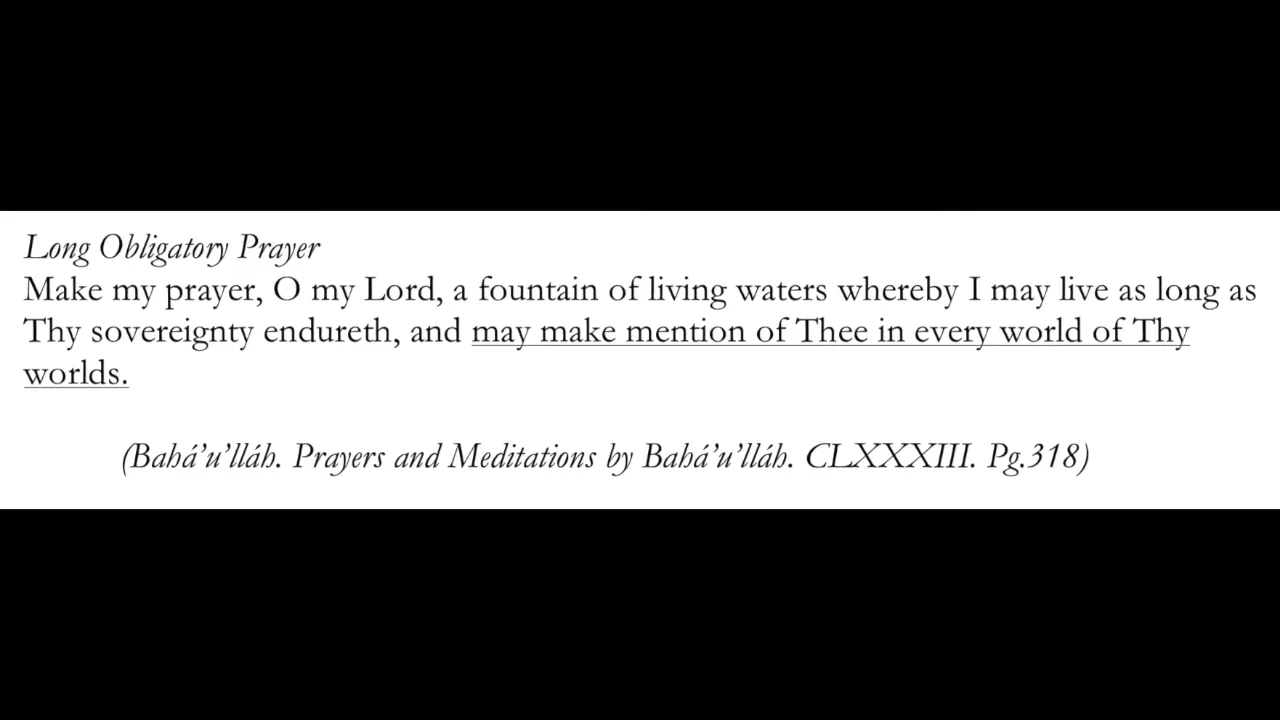 Long Obligatory Prayer
Make my prayer, O my Lord, a fountain of living waters whereby I may live as long as
Thy sovereignty endureth, and may make mention of Thee in every world of Thy
worlds.
(Bahá’u’lláh. Prayers and Meditations by Bahá’u’lláh. CLXXXIII. Pg.318)